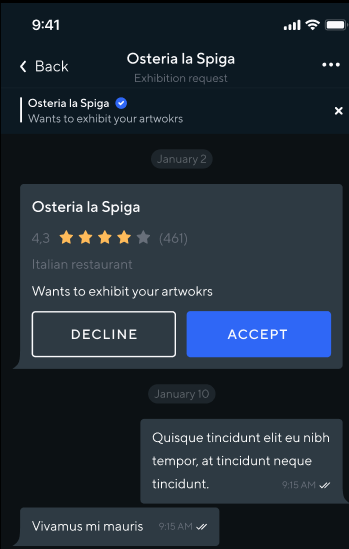 9:41
Back
Osteria la Spiga
Exhibition request
Osteria la Spiga
Wants to exhibit your artwokrs
January 2
Osteria la Spiga
4,3 (461)
Italian restaurant
Wants to exhibit your artwokrs
DECLINE ACCEPT
January 10
Quisque tincidunt elit eu nibh
tempor, at tincidunt neque
tincidunt. 9:15 AM
Vivamus mi mauris 9:15 AM